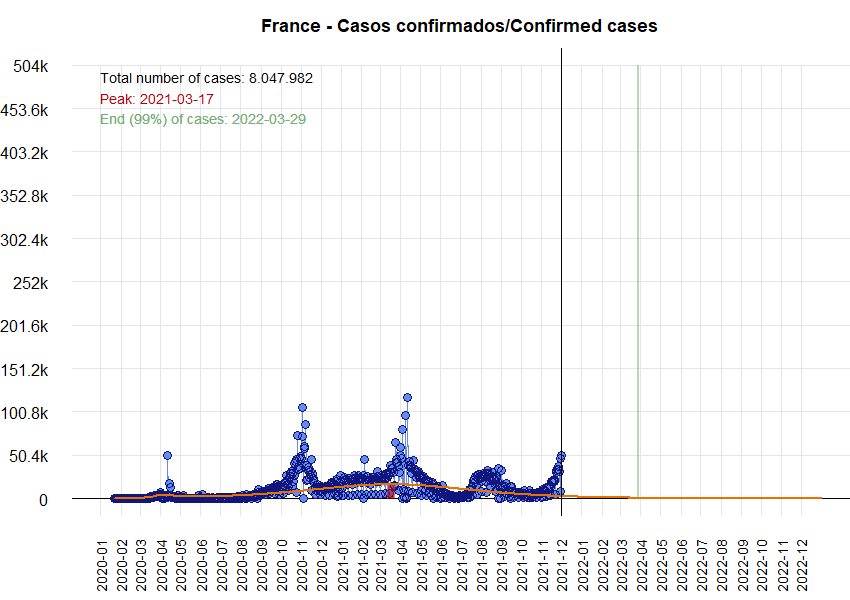 France - Casos confirmados/Confirmed cases
504k
453.6k
403.2k
352.8k
302.4k
252k
201.6k
151.2k
100.8k
50.4k
0
Total number of cases: 8.047.982
Peak: 2021-03-17
End (99%) of cases: 2022-03-29
2020-01
2020-02
2020-03
2020-04
2020-05
2020-06
2020-07
2020-08
2020-09
2020-10
2020-11
2020-12
2021-01
2021-02
2021-03
2021-04
2021-05
2021-06
2021-07
2021-08
2021-09
2021-10
2021-11
2021-12
2022-01
2022-02
2022-03
2022-04
2022-05
2022-06
2022-07
2022-08
2022-09
2022-10
2022-11
2022-12